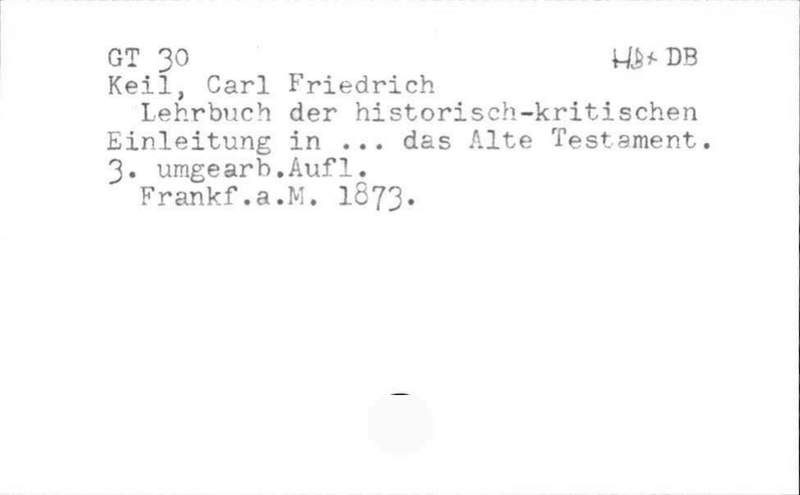 GT 30 DB
Keil, Carl Friedrich
Lehrbuch der historisch-kritischen
Einleitung in ... das Alte Testament.
3. umgearb.Aufl.
Frankf.a.M. 1873.